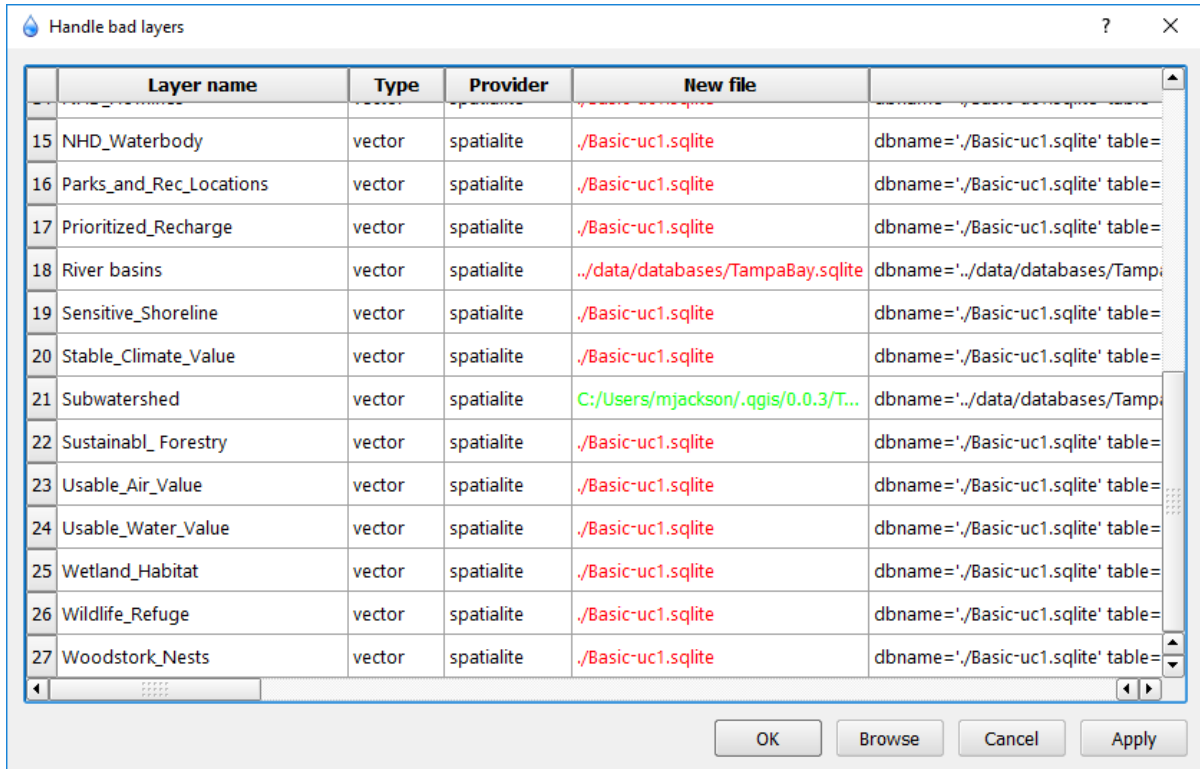 Handle bad layers ?
Layer name Type Provider New file
15 NHD_Waterbody vector spatialite ./Basic-uc1.sqlite dbname='./Basic-uc1.sqlite' table=
16 Parks_and_Rec_Locations vector spatialite ./Basic-uc1.sqlite dbname='./Basic-uc1.sqlite' table=
17 Prioritized_Recharge vector spatialite ./Basic-uc1.sqlite dbname='./Basic-uc1.sqlite' table=
18 River basins vector spatialite ../data/databases/TampaBay.sqlite dbname='../data/databases/Tampa
19 Sensitive_Shoreline vector spatialite ./Basic-uc1.sqlite dbname='./Basic-uc1.sqlite' table=
20 Stable_Climate_Value vector spatialite ./Basic-uc1.sqlite dbname='./Basic-uc1.sqlite' table=
21 Subwatershed vector spatialite C:/Users/mjackson/.qgis/0.0.3/T... dbname='../data/databases/Tampa
22 Sustainabl_ Forestry vector spatialite ./Basic-uc1.sqlite dbname='./Basic-uc1.sqlite' table=
23 Usable_Air_Value vector spatialite ./Basic-uc1.sqlite dbname='./Basic-uc1.sqlite' table=
24 Usable_Water_Value vector spatialite ./Basic-uc1.sqlite dbname='./Basic-uc1.sqlite' table=
25 Wetland_Habitat vector spatialite ./Basic-uc1.sqlite dbname='./Basic-uc1.sqlite' table=
26 Wildlife_Refuge vector spatialite ./Basic-uc1.sqlite dbname='./Basic-uc1.sqlite' table=
27 Woodstork_Nests vector spatialite ./Basic-uc1.sqlite dbname='./Basic-uc1.sqlite' table=
OK Browse Cancel Apply